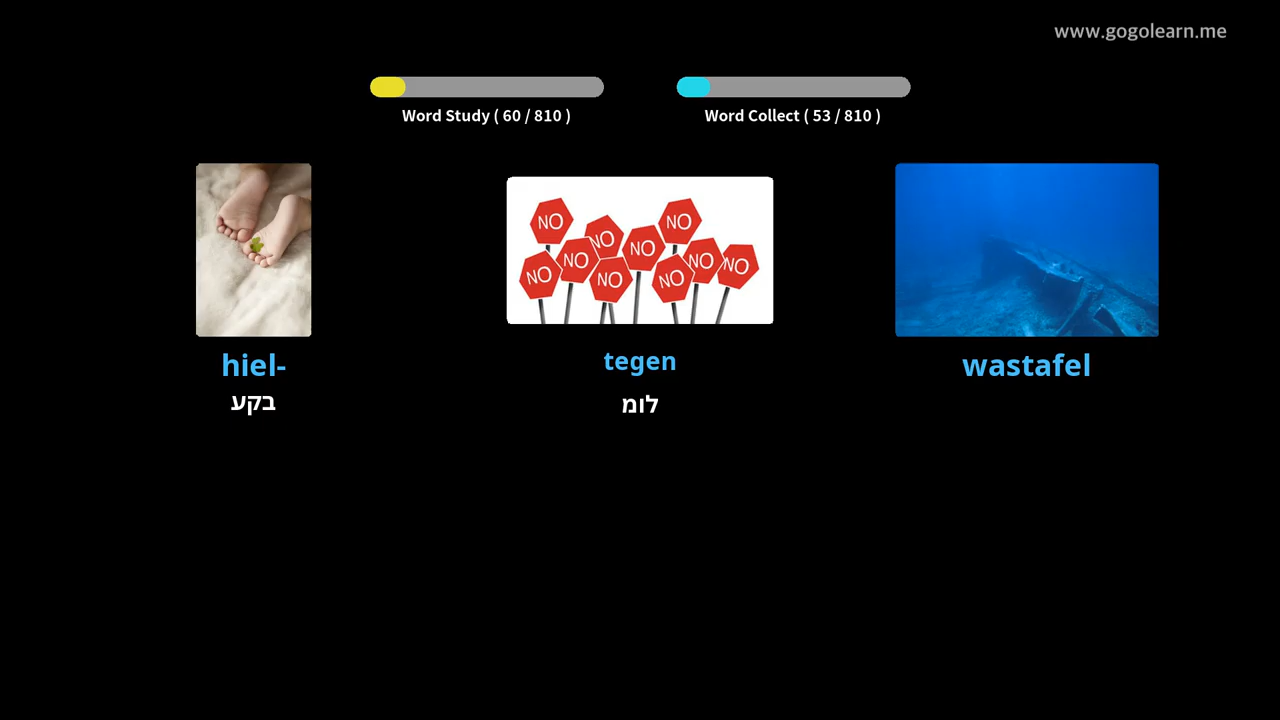 www.gogolearn.me
Word Study ( 60 / 810 )
Word Collect ( 53 / 810 )
NO
NO
NO
NO
NO
NO
NO
NO
NO
NO
hiel-
בקע
tegen
לומ
wastafel